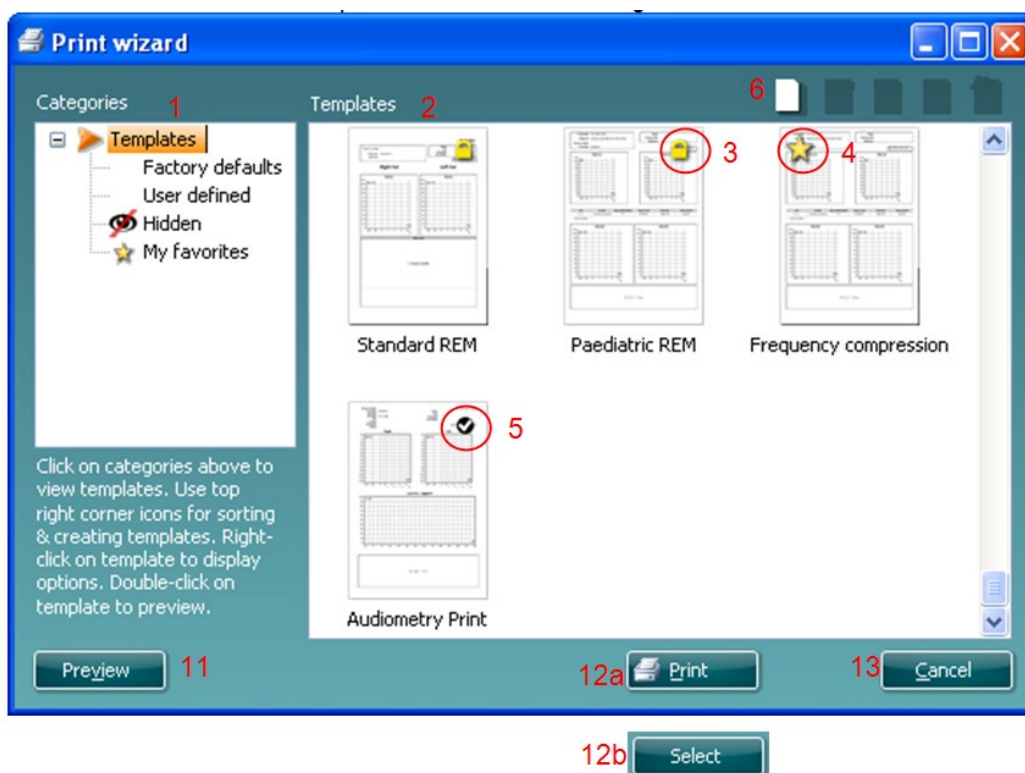 Print wizard
Categories 1
Templates 2
6
Templates
Factory defaults
User defined
Hidden
My favorites
3
4
Standard REM
Paediatric REM
Frequency compression
5
Audiometry Print
Click on categories above to
view templates. Use top
right corner icons for sorting
& creating templates. Right-
click on template to display
options. Double-click on
template to preview.
Preview 11
12a Print
13 Cancel
12b Select